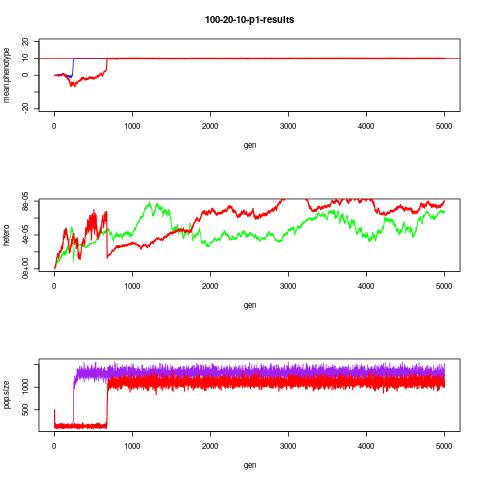 100-20-10-p1-results
mean phenotype
20
10
0
-20
0 1000 2000 3000 4000 5000
gen
hetero
8e-05
4e-05
0e+00
0 1000 2000 3000 4000 5000
gen
pop.size
1000
500
0 1000 2000 3000 4000 5000
gen